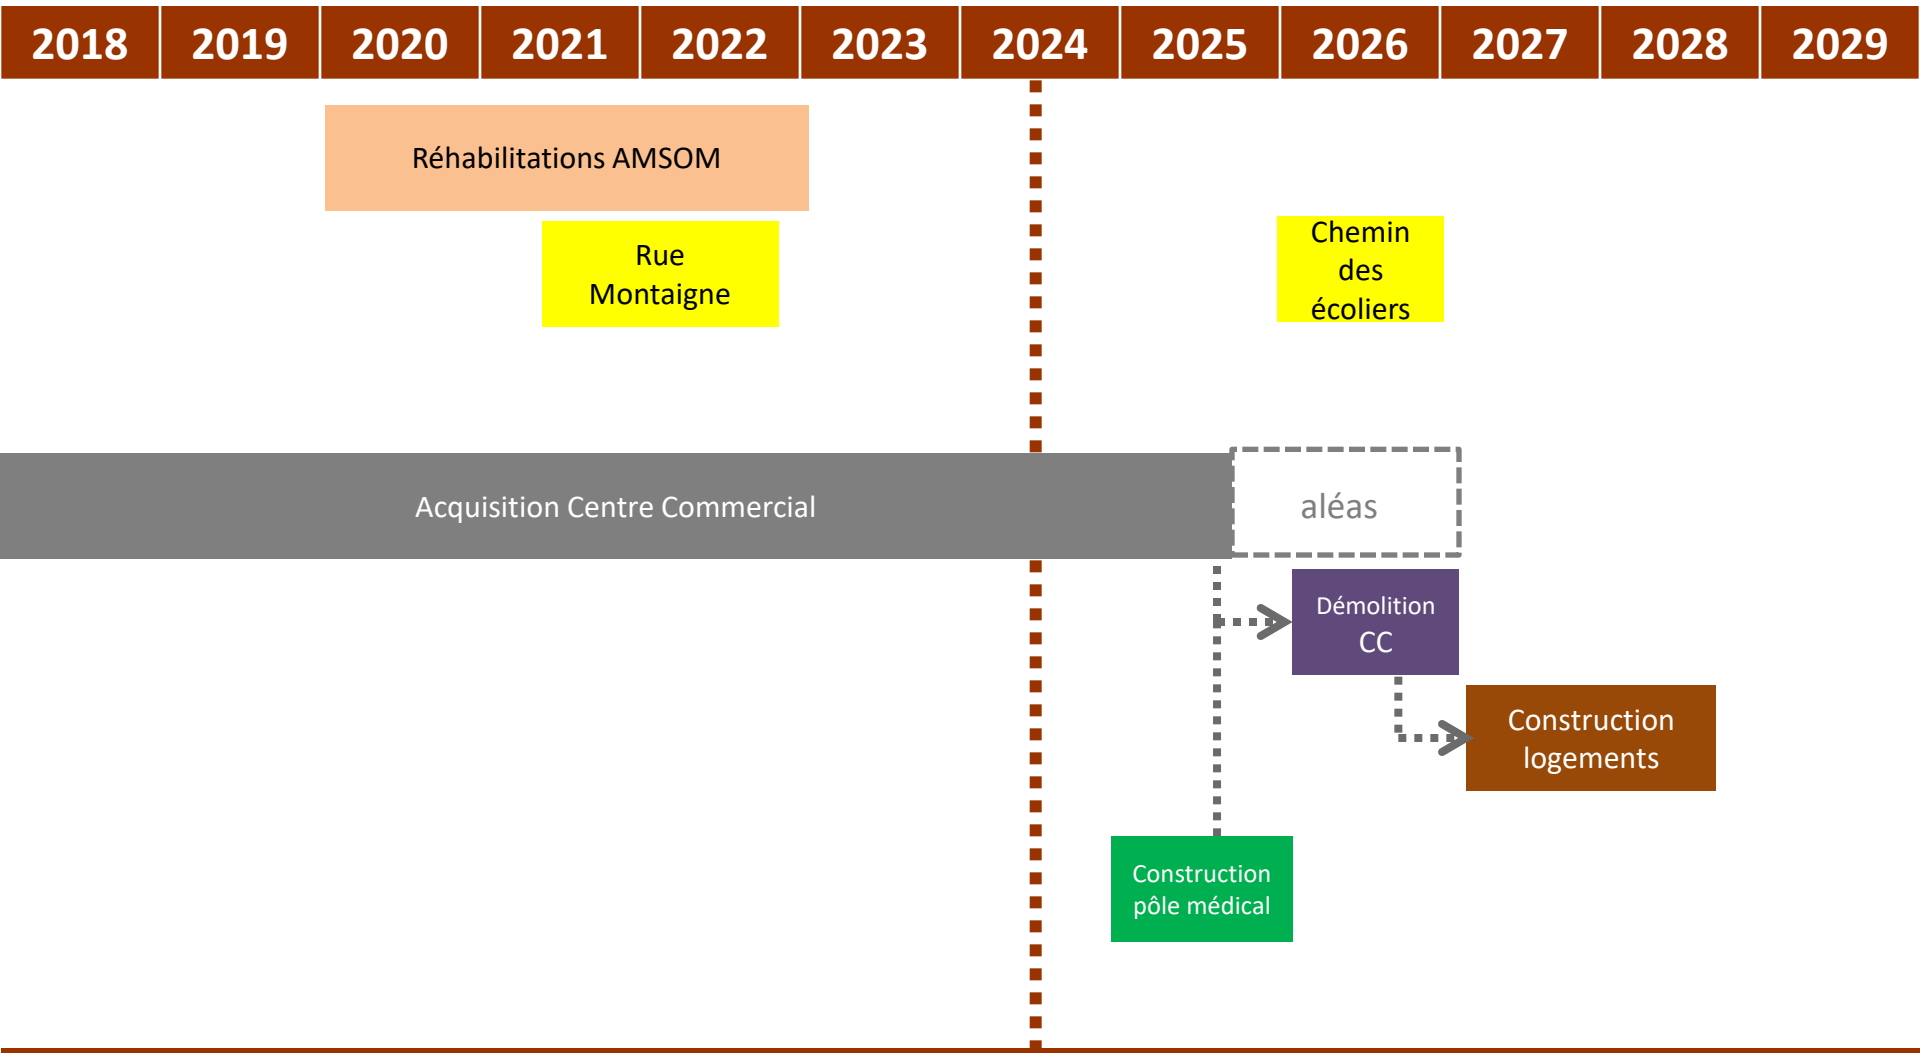 2018 2019 2020 2021 2022 2023 2024 2025 2026 2027 2028 2029
Réhabilitations AMSOM
Rue
Montaigne
Chemin
des
écoliers
Acquisition Centre Commercial
aléas
Démolition
CC
Construction
logements
Construction
pôle médical